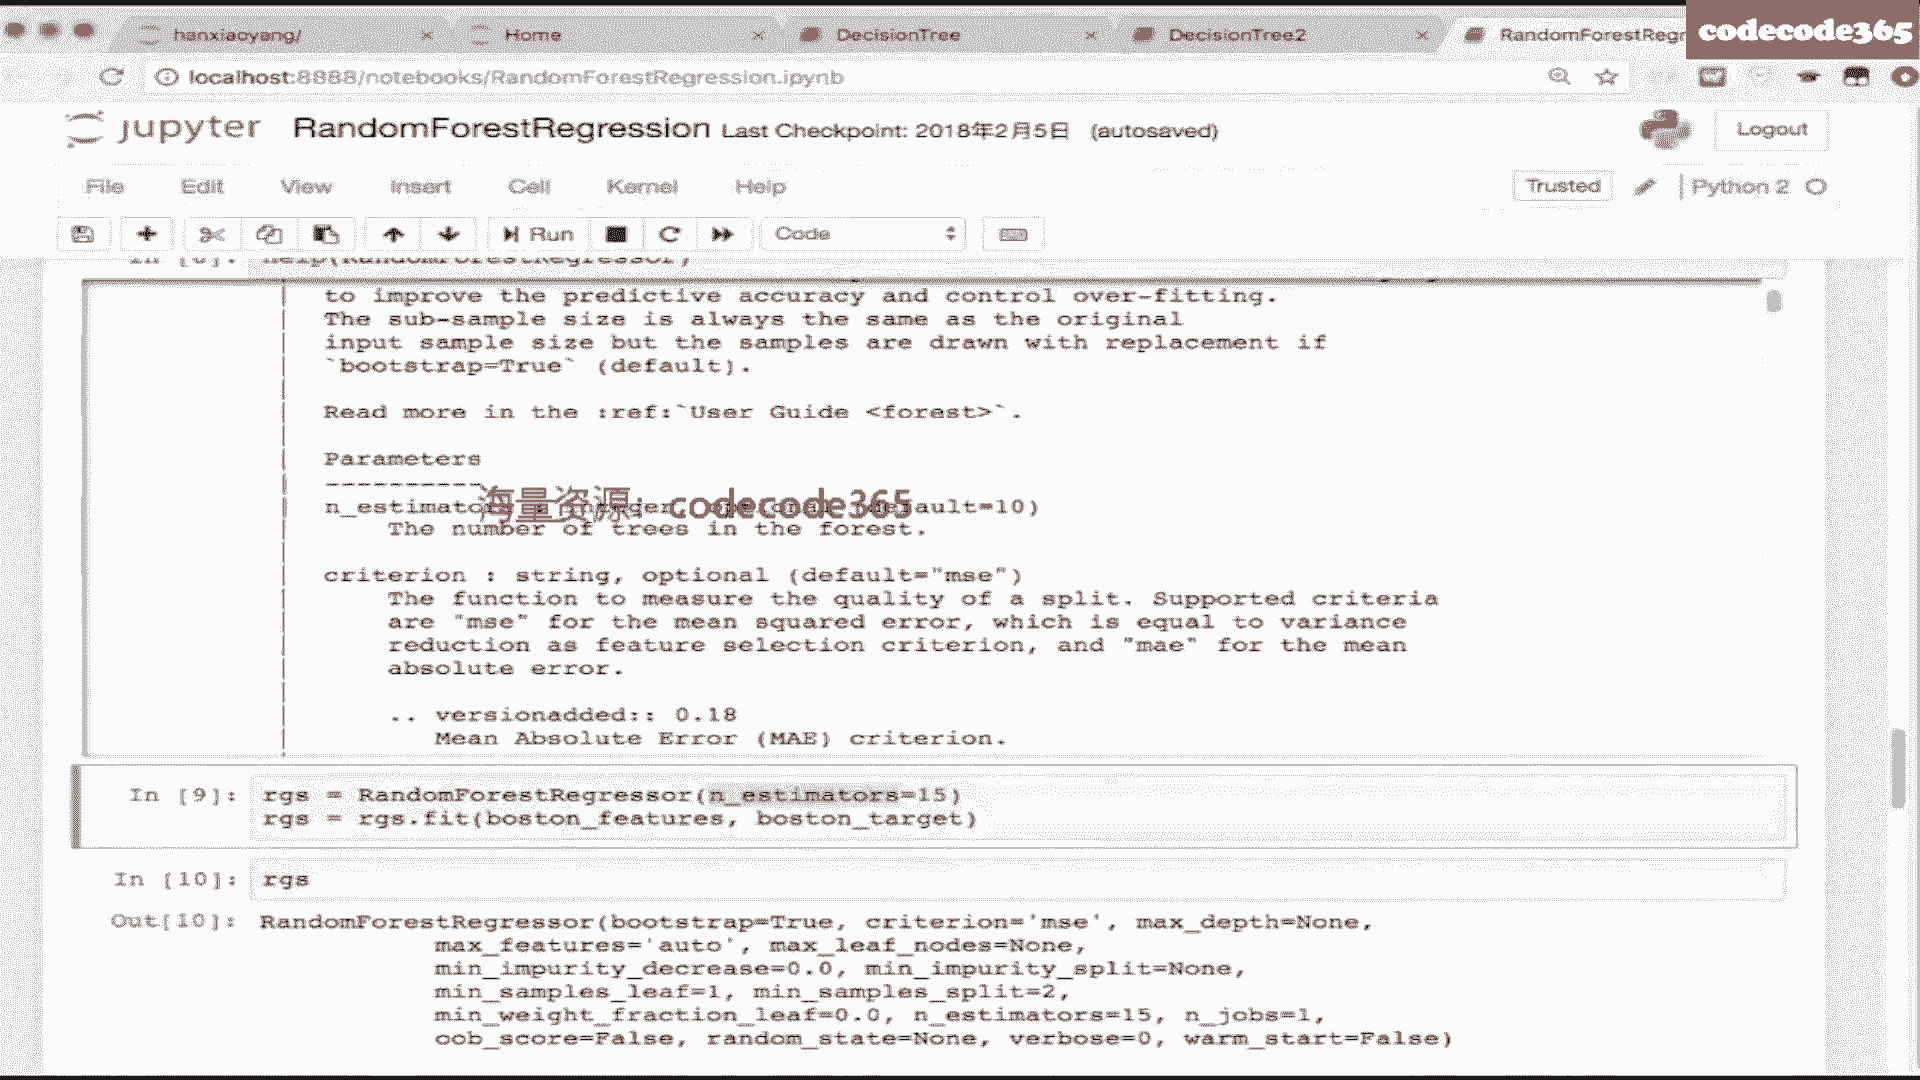 hanxiaoyang/ Home DecisionTree DecisionTree2 RandomForestRegr
codecode365
localhost:8888/notebooks/RandomForestRegression.ipynb
jupyter RandomForestRegression Last Checkpoint: 2018年2月5日 (autosaved)
Logout
File Edit View Insert Cell Kernel Help
Trusted Python 2
Run Code
help(RandomForestRegressor)
to improve the predictive accuracy and control over-fitting.
The sub-sample size is always the same as the original
input sample size but the samples are drawn with replacement if
`bootstrap=True` (default).
Read more in the :ref:`User Guide <forest>`.
Parameters
----------
n_estimators : integer, optional (default=10)
海量资源：codecode365
The number of trees in the forest.
criterion : string, optional (default="mse")
The function to measure the quality of a split. Supported criteria
are "mse" for the mean squared error, which is equal to variance
reduction as feature selection criterion, and "mae" for the mean
absolute error.
.. versionadded:: 0.18
Mean Absolute Error (MAE) criterion.
In [9]: rgs = RandomForestRegressor(n_estimators=15)
rgs = rgs.fit(boston_features, boston_target)
In [10]: rgs
Out[10]: RandomForestRegressor(bootstrap=True, criterion='mse', max_depth=None,
max_features='auto', max_leaf_nodes=None,
min_impurity_decrease=0.0, min_impurity_split=None,
min_samples_leaf=1, min_samples_split=2,
min_weight_fraction_leaf=0.0, n_estimators=15, n_jobs=1,
oob_score=False, random_state=None, verbose=0, warm_start=False)